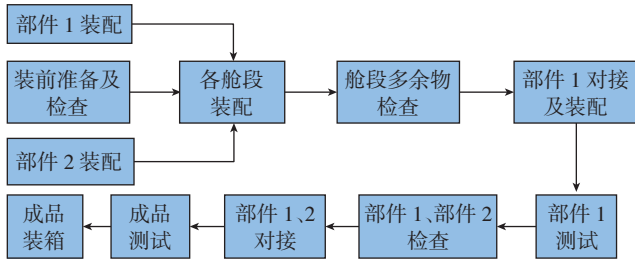 部件 1 装配
装前准备及
检查
部件 2 装配
各舱段
装配
舱段多余物
检查
部件 1 对接
及装配
部件 1
测试
部件 1、部件 2
检查
部件 1、2
对接
成品
测试
成品
装箱